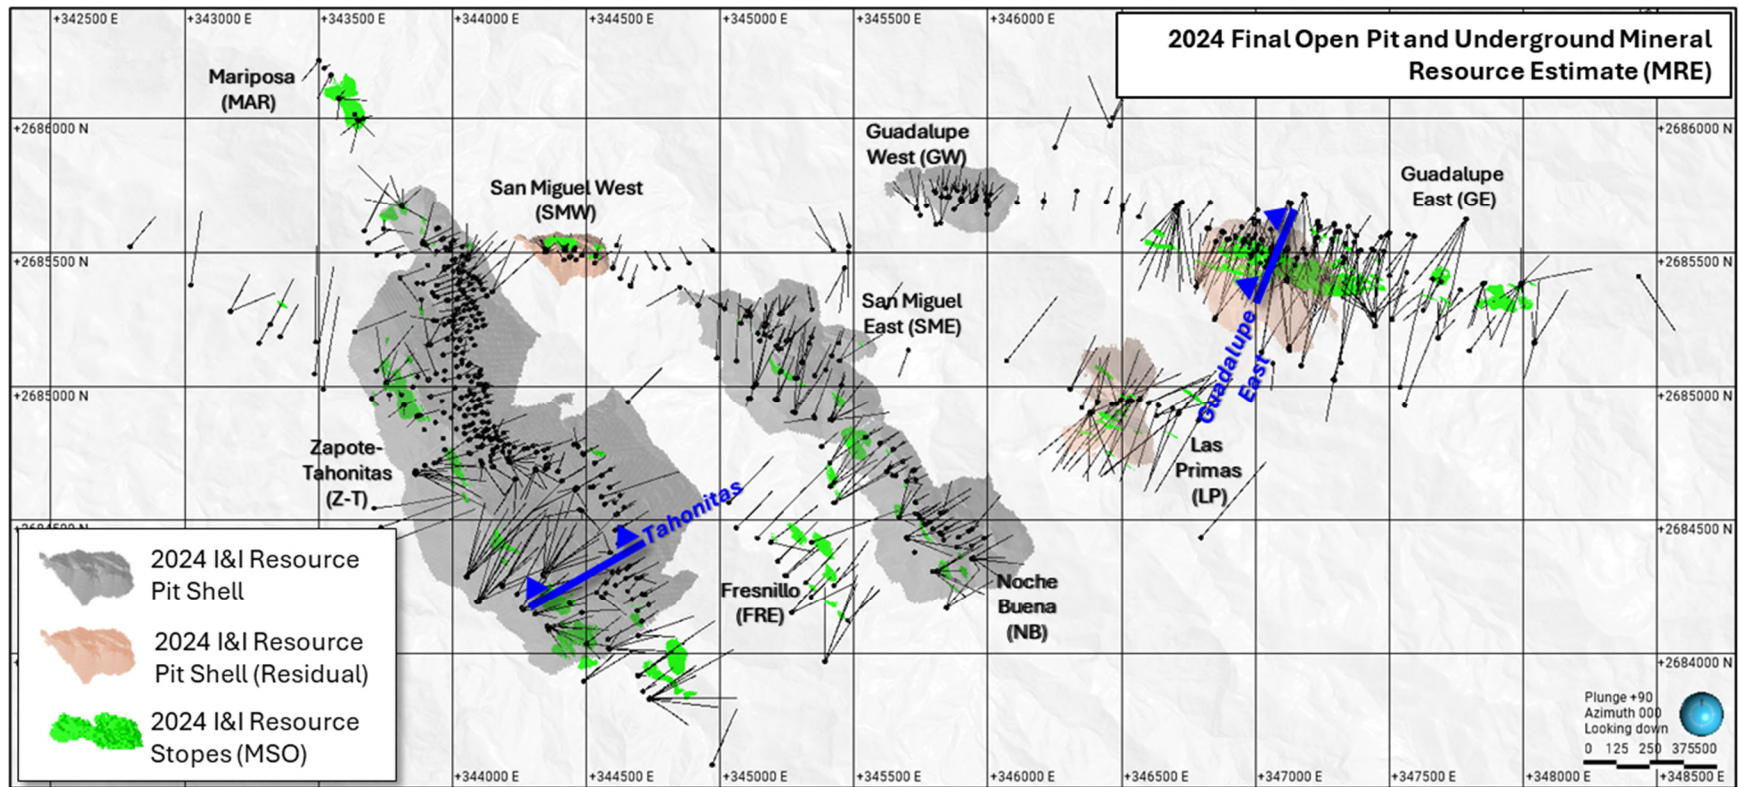 +342500 E
+343000 E
+343500 E
+344000 E
+344500 E
+345000 E
+345500 E
+346000 E
2024 Final Open Pit and Underground Mineral
Resource Estimate (MRE)
Mariposa
(MAR)
+2686000 N
+2686000 N
Guadalupe
West (GW)
San Miguel West
(SMW)
Guadalupe
East (GE)
+2685500 N
+2685500 N
San Miguel
East (SME)
Guadalupe
East
+2685000 N
+2685000 N
Zapote-
Tahonitas
(Z-T)
Las
Primas
(LP)
Tahonitas
+2684500 N
+2684500 N
2024 I&I Resource
Pit Shell
2024 I&I Resource
Pit Shell (Residual)
2024 I&I Resource
Stopes (MSO)
Fresnillo
(FRE)
Noche
Buena
(NB)
+2684000 N
Plunge +90
Azimuth 000
Looking down
0 125 250 375500
+344000 E
+344500 E
+345000 E
+345500 E
+346000 E
+346500 E
+347000 E
+347500 E
+348000 E
+348500 E